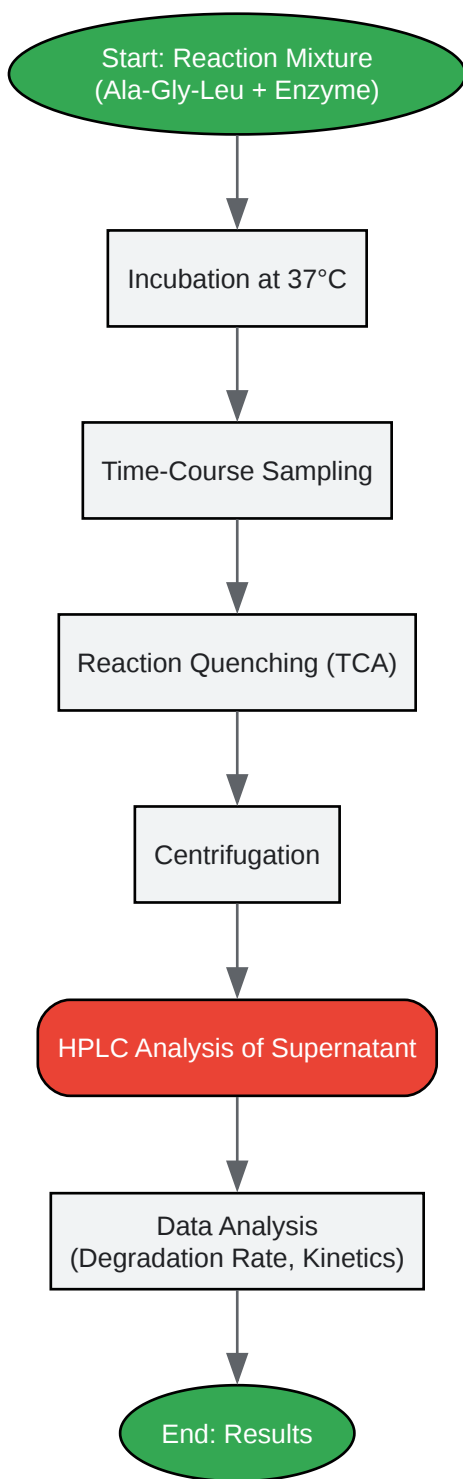 Start: Reaction Mixture
(Ala-Gly-Leu + Enzyme)
Incubation at 37°C
Time-Course Sampling
Reaction Quenching (TCA)
Centrifugation
HPLC Analysis of Supernatant
Data Analysis
(Degradation Rate, Kinetics)
End: Results